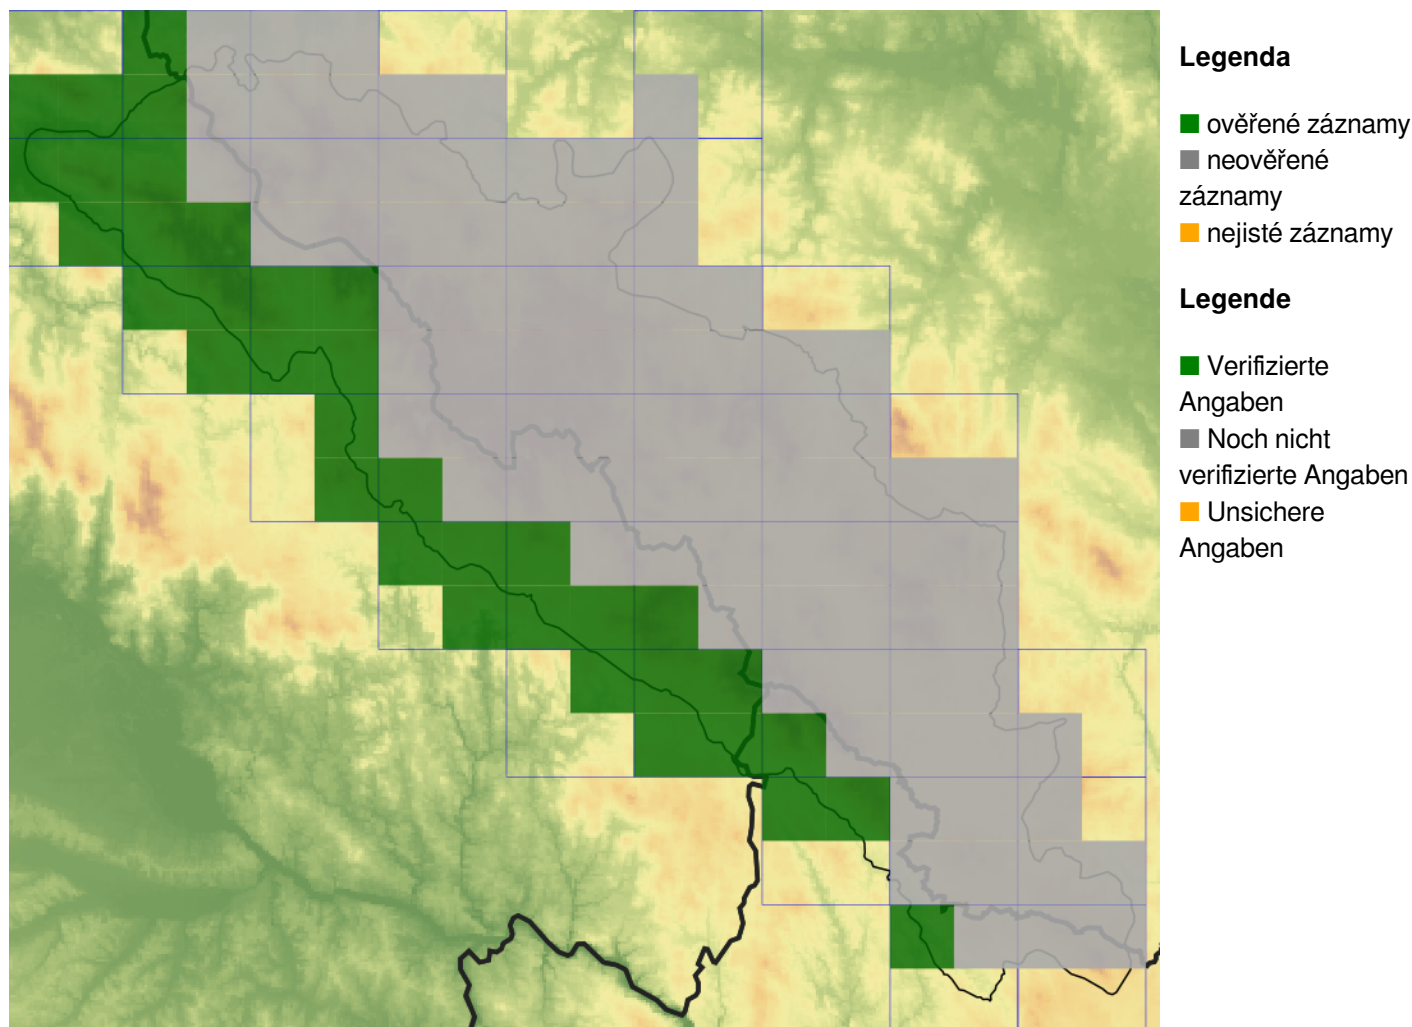 Legenda
ověřené záznamy
neověřené
záznamy
nejisté záznamy
Legende
Verifizierte
Angaben
Noch nicht
verifizierte Angaben
Unsichere
Angaben